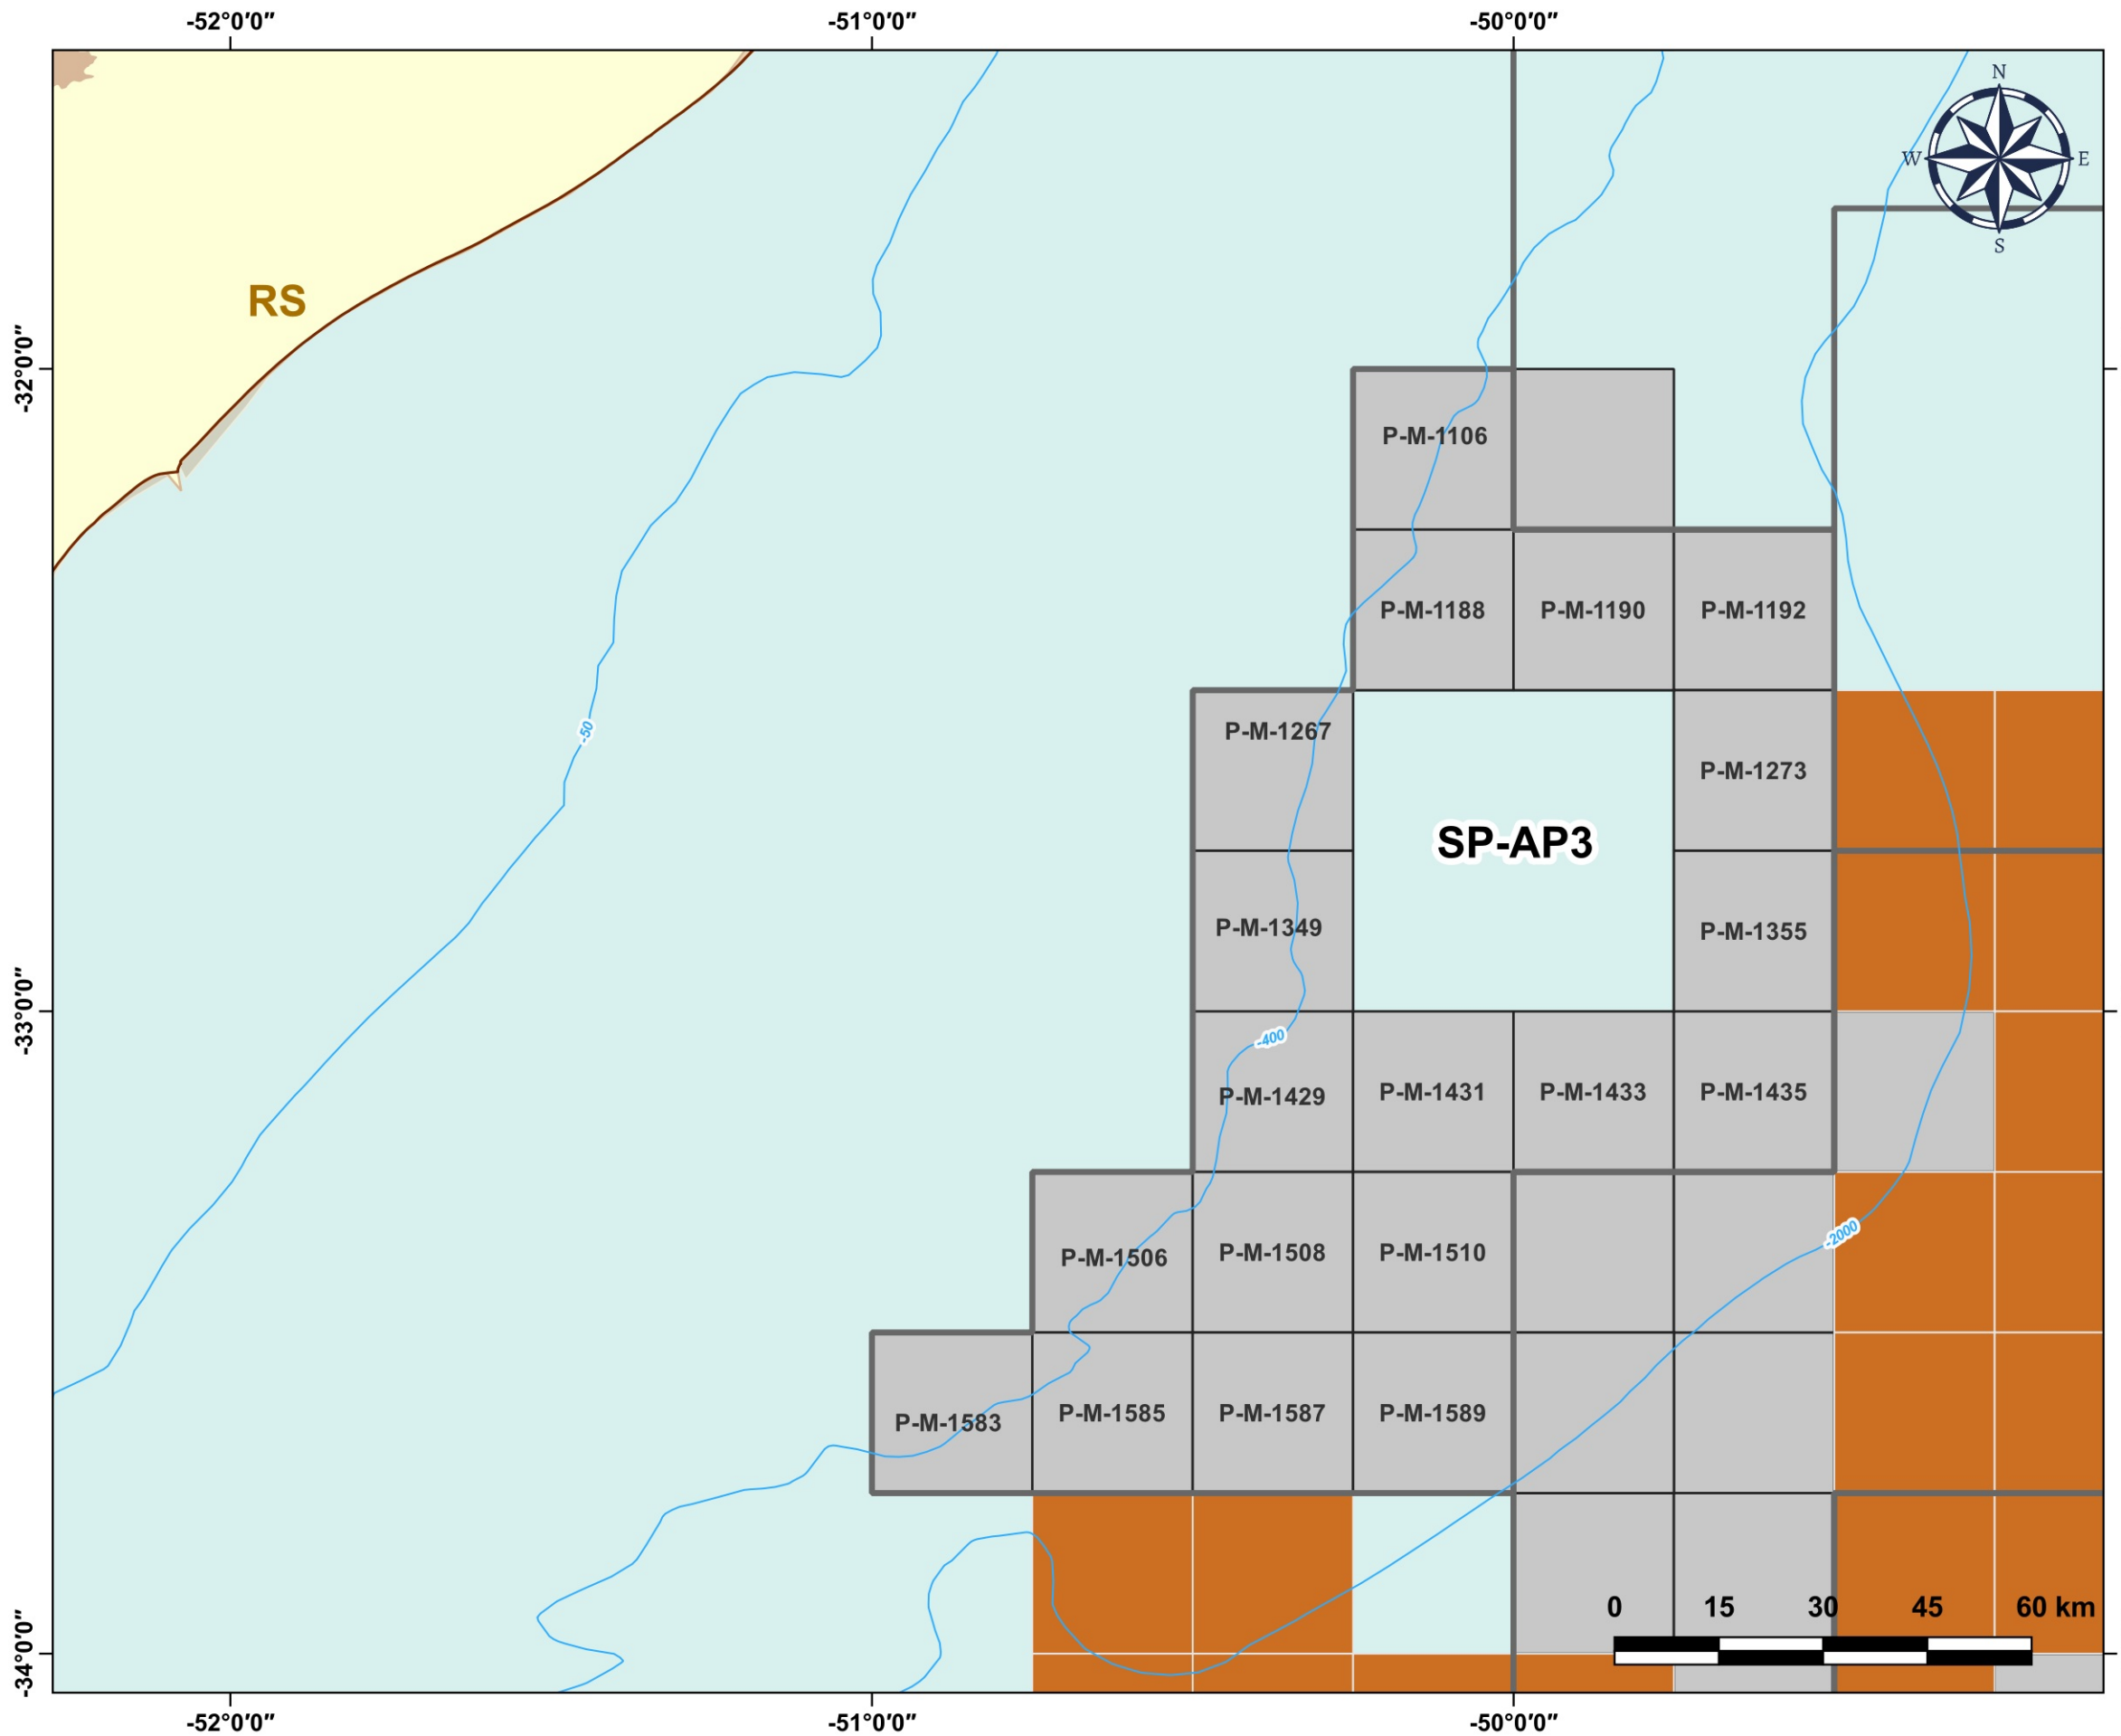 -52°0'0" -51°0'0" -50°0'0"
N
W E
S
RS
-32°0'0"
P-M-1106
P-M-1188 P-M-1190 P-M-1192
-50
P-M-1267
P-M-1273
SP-AP3
P-M-1349
P-M-1355
-33°0'0"
-400
P-M-1429 P-M-1431 P-M-1433 P-M-1435
-2000
P-M-1506 P-M-1508 P-M-1510
P-M-1583 P-M-1585 P-M-1587 P-M-1589
0 15 30 45 60 km
-34°0'0"
-52°0'0" -51°0'0" -50°0'0"